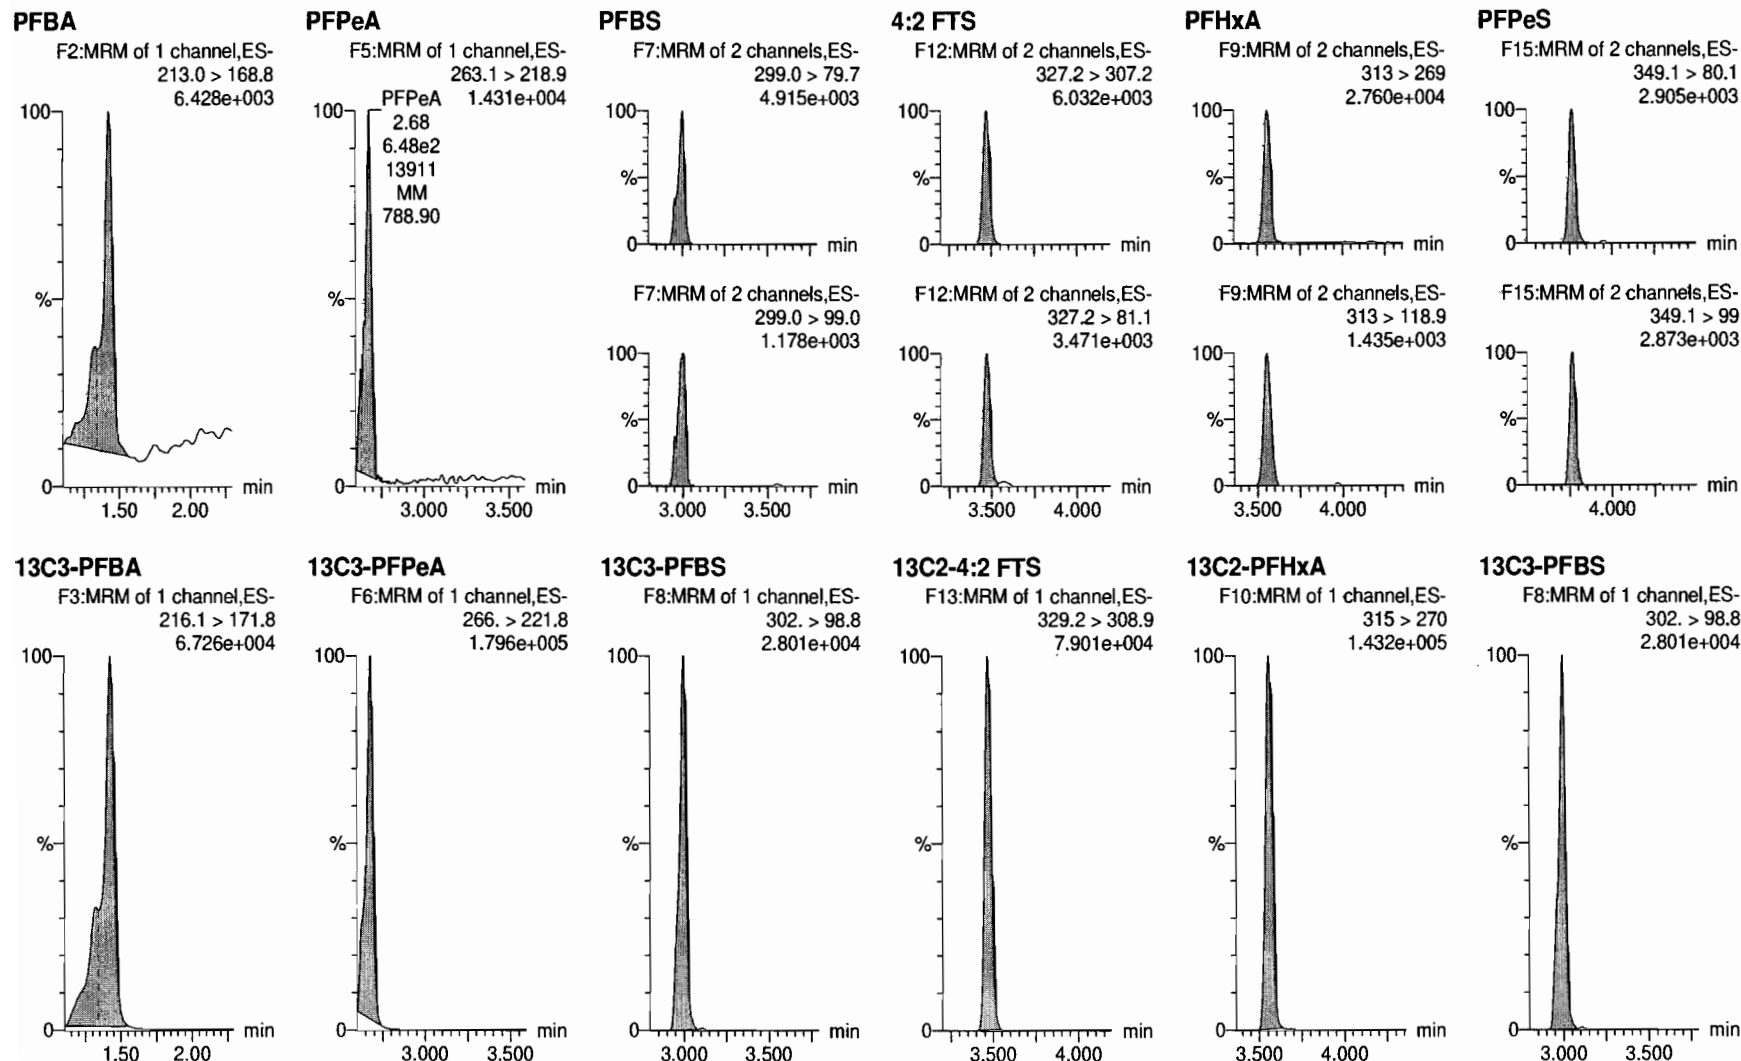 PFBA
F2:MRM of 1 channel,ES-
213.0 > 168.8
6.428e+003
100
%
0
min
1.50 2.00
PFPeA
F5:MRM of 1 channel,ES-
263.1 > 218.9
1.431e+004
PFPeA
2.68
6.48e2
13911
MM
788.90
100
%
0
min
3.000 3.500
PFBS
F7:MRM of 2 channels,ES-
299.0 > 79.7
4.915e+003
100
%
0
min
F7:MRM of 2 channels,ES-
299.0 > 99.0
1.178e+003
100
%
0
min
3.000 3.500
4:2 FTS
F12:MRM of 2 channels,ES-
327.2 > 307.2
6.032e+003
100
%
0
min
F12:MRM of 2 channels,ES-
327.2 > 81.1
3.471e+003
100
%
0
min
3.500 4.000
PFHxA
F9:MRM of 2 channels,ES-
313 > 269
2.760e+004
100
%
0
min
F9:MRM of 2 channels,ES-
313 > 118.9
1.435e+003
100
%
0
min
3.500 4.000
PFPeS
F15:MRM of 2 channels,ES-
349.1 > 80.1
2.905e+003
100
%
0
min
F15:MRM of 2 channels,ES-
349.1 > 99
2.873e+003
100
%
0
min
4.000
13C3-PFBA
F3:MRM of 1 channel,ES-
216.1 > 171.8
6.726e+004
100
%
0
min
1.50 2.00
13C3-PFPeA
F6:MRM of 1 channel,ES-
266. > 221.8
1.796e+005
100
%
0
min
3.000 3.500
13C3-PFBS
F8:MRM of 1 channel,ES-
302. > 98.8
2.801e+004
100
%
0
min
3.000 3.500
13C2-4:2 FTS
F13:MRM of 1 channel,ES-
329.2 > 308.9
7.901e+004
100
%
0
min
3.500 4.000
13C2-PFHxA
F10:MRM of 1 channel,ES-
315 > 270
1.432e+005
100
%
0
min
3.500 4.000
13C3-PFBS
F8:MRM of 1 channel,ES-
302. > 98.8
2.801e+004
100
%
0
min
3.000 3.500